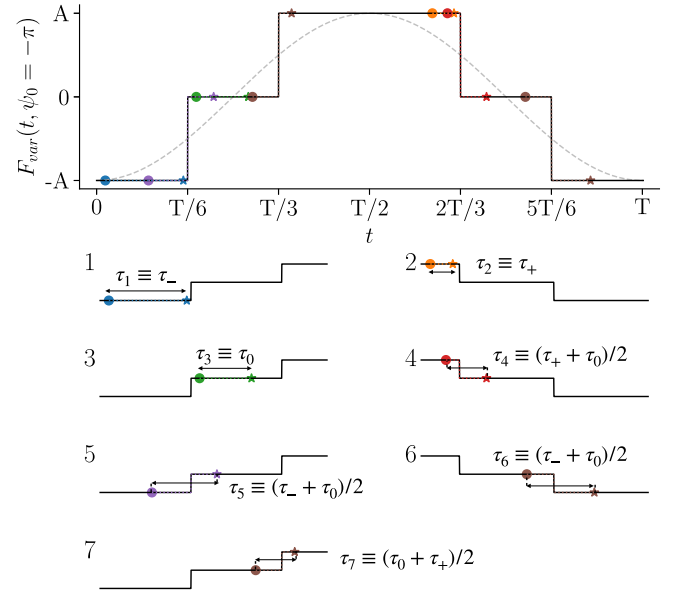 F_var(t, ψ_0 = −π)
A
0
-A
0 T/6 T/3 T/2 2T/3 5T/6 T
t
1
τ_1 ≡ τ_−
2
τ_2 ≡ τ_+
3
τ_3 ≡ τ_0
4
τ_4 ≡ (τ_+ + τ_0)/2
5
τ_5 ≡ (τ_− + τ_0)/2
6
τ_6 ≡ (τ_− + τ_0)/2
7
τ_7 ≡ (τ_0 + τ_+)/2